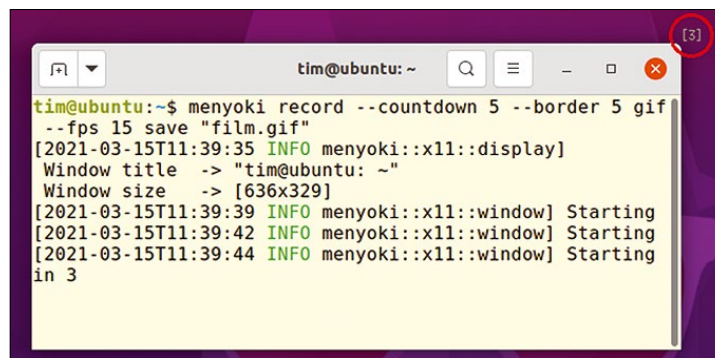 [3]
tim@ubuntu: ~
tim@ubuntu:~$ menyoki record --countdown 5 --border 5 gif
--fps 15 save "film.gif"
[2021-03-15T11:39:35 INFO menyoki::x11::display]
Window title -> "tim@ubuntu: ~"
Window size -> [636x329]
[2021-03-15T11:39:39 INFO menyoki::x11::window] Starting
[2021-03-15T11:39:42 INFO menyoki::x11::window] Starting
[2021-03-15T11:39:44 INFO menyoki::x11::window] Starting
in 3